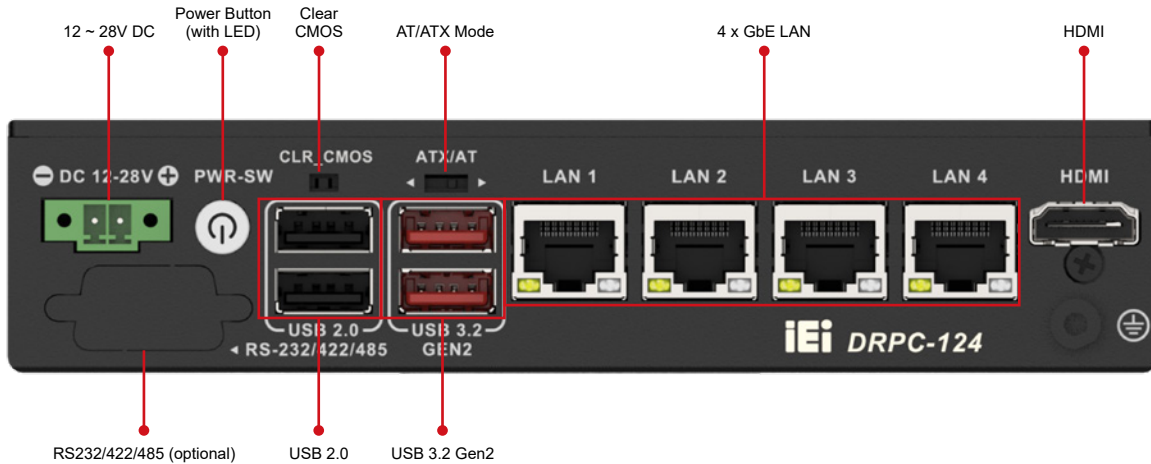 Power Button
(with LED)
Clear
CMOS
12 ~ 28V DC
AT/ATX Mode
4 x GbE LAN
HDMI
CLR_CMOS
ATX/AT
DC 12-28V
PWR-SW
LAN 1
LAN 2
LAN 3
LAN 4
HDMI
USB 2.0
USB 3.2
GEN2
RS-232/422/485
iEi DRPC-124
RS232/422/485 (optional)
USB 2.0
USB 3.2 Gen2